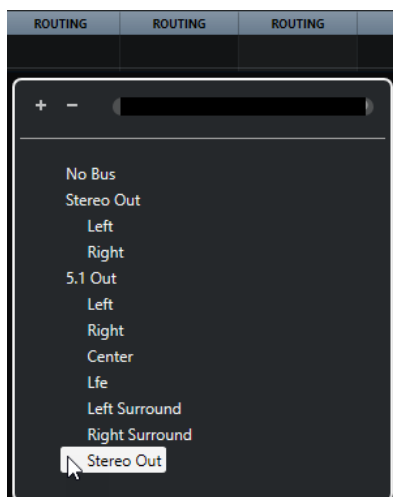 ROUTING ROUTING ROUTING
+ −
No Bus
Stereo Out
Left
Right
5.1 Out
Left
Right
Center
Lfe
Left Surround
Right Surround
Stereo Out